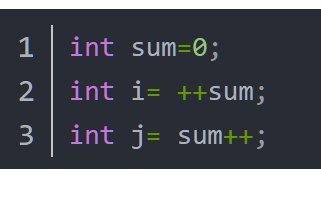 1 int sum=0;
2 int i= ++sum;
3 int j= sum++;